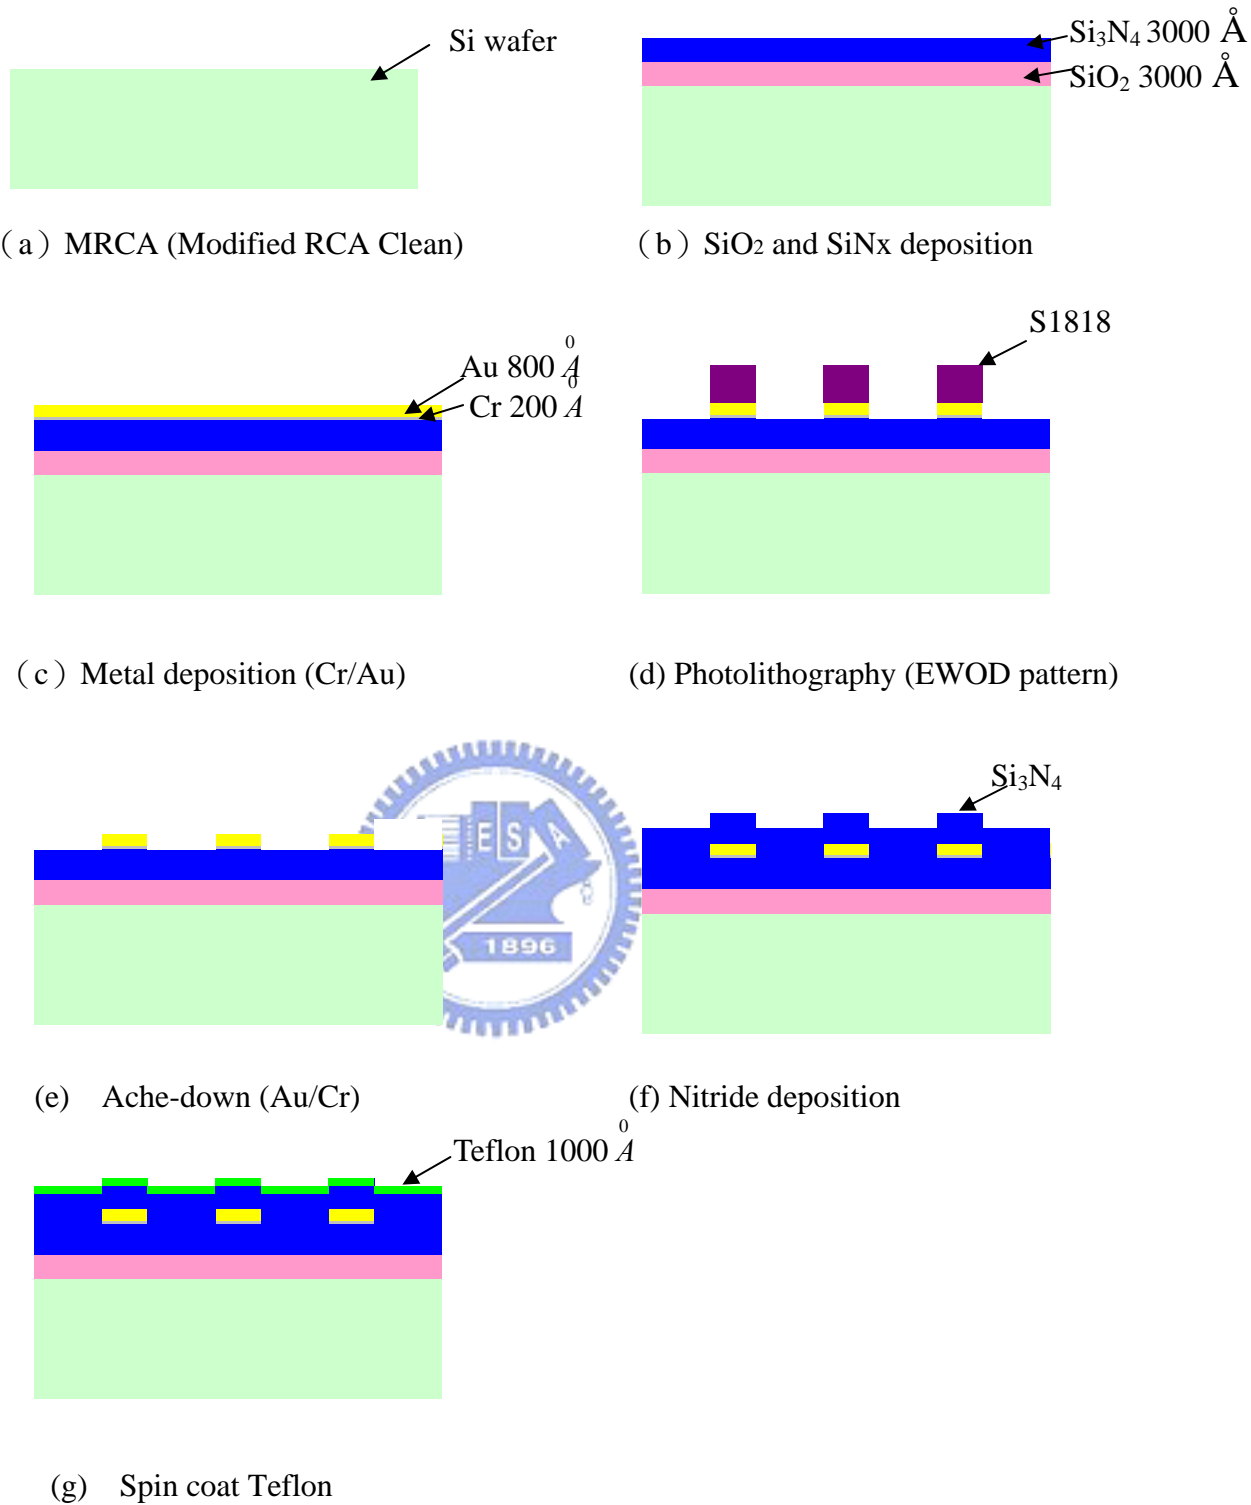 Si wafer
Si₃N₄ 3000 Å
SiO₂ 3000 Å
（a）MRCA (Modified RCA Clean)
（b）SiO₂ and SiNx deposition
Au 800 Å
Cr 200 Å
S1818
（c）Metal deposition (Cr/Au)
(d) Photolithography (EWOD pattern)
E S A
1896
Si₃N₄
(e) Ache-down (Au/Cr)
(f) Nitride deposition
Teflon 1000 Å
(g) Spin coat Teflon